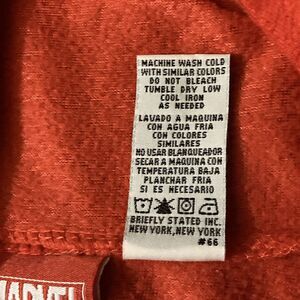 MACHINE WASH COLD
WITH SIMILAR COLORS
DO NOT BLEACH
TUMBLE DRY LOW
COOL IRON
AS NEEDED
LAVADO A MAQUINA
CON AGUA FRIA
CON COLORES
SIMILARES
NO USAR BLANQUEADOR
SECAR A MAQUINA CON
TEMPERATURA BAJA
PLANCHAR FRIA
SI ES NECESARIO
BRIEFLY STATED INC.
NEW YORK, NEW YORK
#66
MARVEL